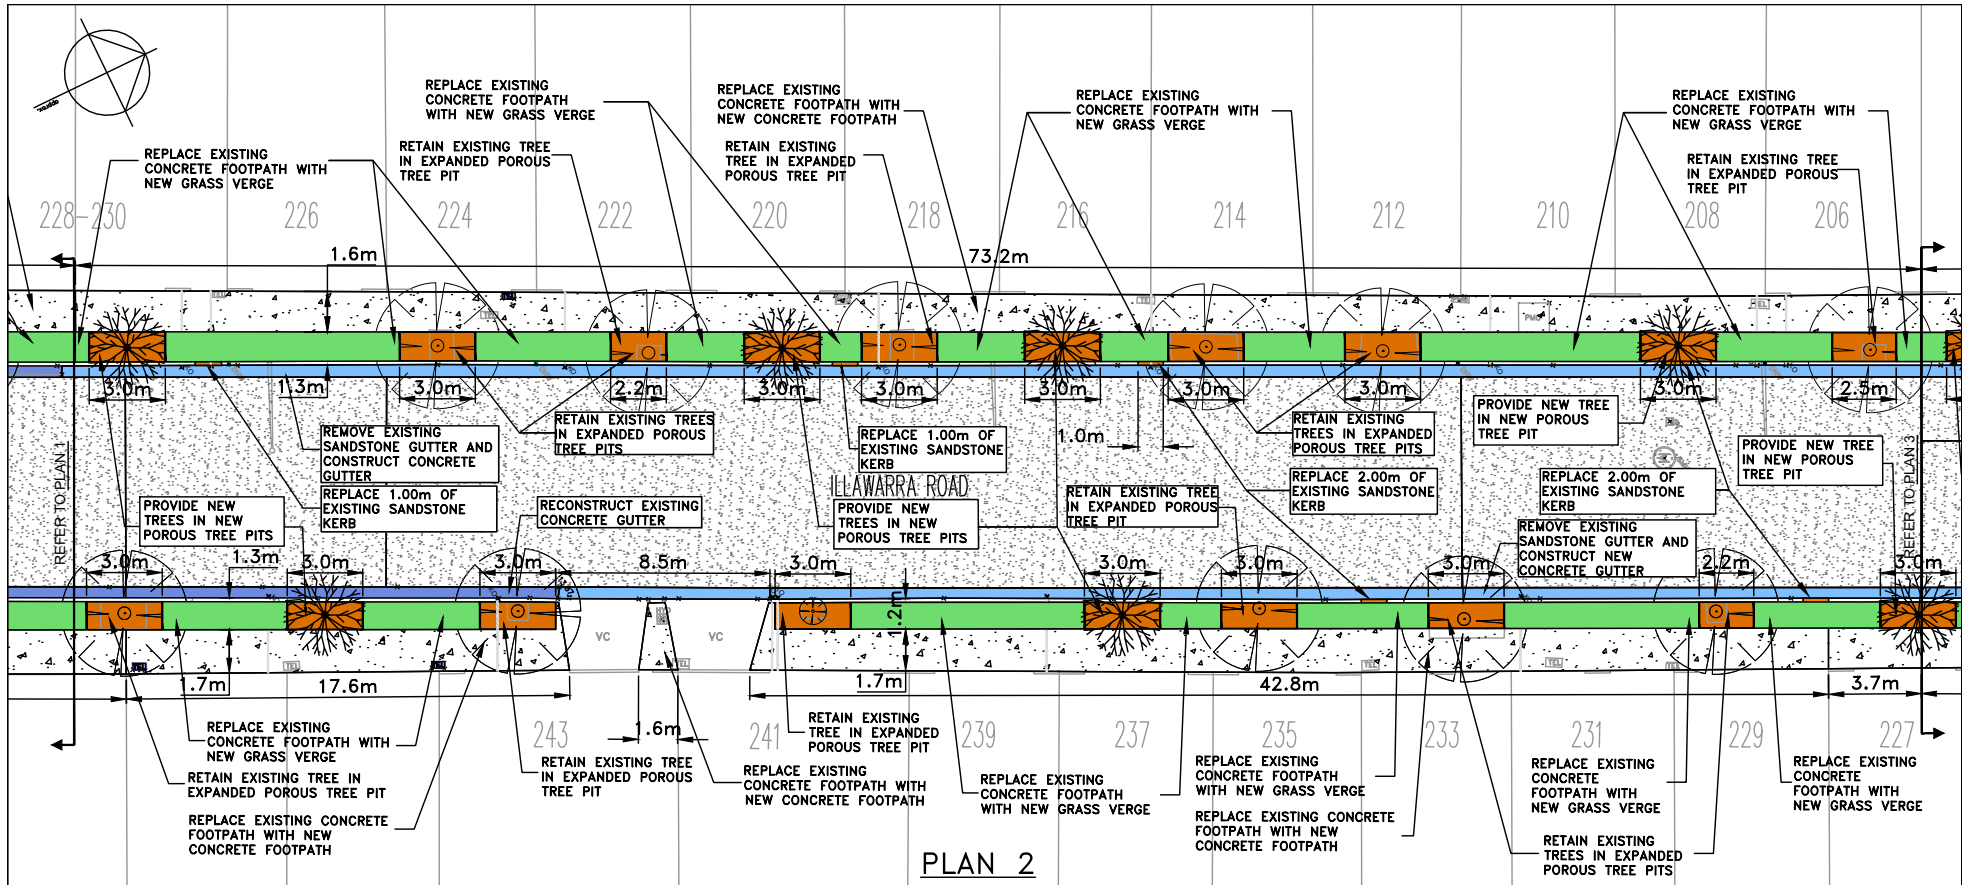 approx.
REPLACE EXISTING
CONCRETE FOOTPATH WITH
NEW GRASS VERGE
REPLACE EXISTING
CONCRETE FOOTPATH
WITH NEW GRASS VERGE
RETAIN EXISTING TREE
IN EXPANDED POROUS
TREE PIT
REPLACE EXISTING
CONCRETE FOOTPATH WITH
NEW CONCRETE FOOTPATH
RETAIN EXISTING
TREE IN EXPANDED
POROUS TREE PIT
REPLACE EXISTING
CONCRETE FOOTPATH WITH
NEW GRASS VERGE
REPLACE EXISTING
CONCRETE FOOTPATH WITH
NEW GRASS VERGE
RETAIN EXISTING TREE
IN EXPANDED POROUS
TREE PIT
228-230
226
224
222
220
218
216
214
212
210
208
206
1.6m
73.2m
TEL
TEL
PMC
TEL
3.0m
1.3m
3.0m
2.2m
3.0m
3.0m
3.0m
3.0m
3.0m
3.0m
2.5m
1.0m
REFER TO PLAN 1
REMOVE EXISTING
SANDSTONE GUTTER AND
CONSTRUCT CONCRETE
GUTTER
RETAIN EXISTING TREES
IN EXPANDED POROUS
TREE PITS
REPLACE 1.00m OF
EXISTING SANDSTONE
KERB
RETAIN EXISTING
TREES IN EXPANDED
POROUS TREE PITS
PROVIDE NEW TREE
IN NEW POROUS
TREE PIT
PROVIDE NEW TREE
IN NEW POROUS
TREE PIT
REFER TO PLAN 3
PROVIDE NEW
TREES IN NEW
POROUS TREE PITS
REPLACE 1.00m OF
EXISTING SANDSTONE
KERB
RECONSTRUCT EXISTING
CONCRETE GUTTER
ILLAWARRA ROAD
PROVIDE NEW
TREES IN NEW
POROUS TREE PITS
RETAIN EXISTING TREE
IN EXPANDED POROUS
TREE PIT
REPLACE 2.00m OF
EXISTING SANDSTONE
KERB
REPLACE 2.00m OF
EXISTING SANDSTONE
KERB
REMOVE EXISTING
SANDSTONE GUTTER AND
CONSTRUCT NEW
CONCRETE GUTTER
3.0m
1.3m
3.0m
3.0m
8.5m
3.0m
1.2m
3.0m
3.0m
3.0m
2.2m
3.0m
VC
VC
TEL
TEL
TEL
TEL
TEL
TEL
1.7m
17.6m
1.6m
1.7m
42.8m
3.7m
243
241
239
237
235
233
231
229
227
REPLACE EXISTING
CONCRETE FOOTPATH WITH
NEW GRASS VERGE
RETAIN EXISTING TREE IN
EXPANDED POROUS TREE PIT
REPLACE EXISTING CONCRETE
FOOTPATH WITH NEW
CONCRETE FOOTPATH
RETAIN EXISTING TREE
IN EXPANDED POROUS
TREE PIT
RETAIN EXISTING
TREE IN EXPANDED
POROUS TREE PIT
REPLACE EXISTING
CONCRETE FOOTPATH WITH
NEW CONCRETE FOOTPATH
REPLACE EXISTING
CONCRETE FOOTPATH
WITH NEW GRASS VERGE
REPLACE EXISTING
CONCRETE FOOTPATH
WITH NEW GRASS VERGE
REPLACE EXISTING CONCRETE
FOOTPATH WITH NEW
CONCRETE FOOTPATH
REPLACE EXISTING
CONCRETE
FOOTPATH WITH
NEW GRASS VERGE
RETAIN EXISTING
TREES IN EXPANDED
POROUS TREE PITS
REPLACE EXISTING
CONCRETE
FOOTPATH WITH
NEW GRASS VERGE
PLAN 2